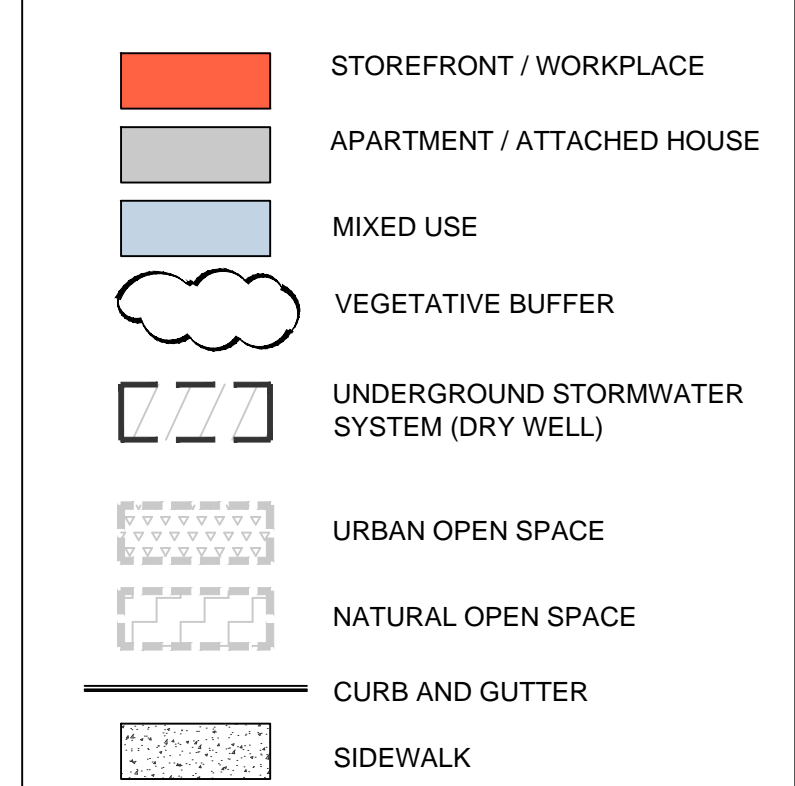 STOREFRONT / WORKPLACE
APARTMENT / ATTACHED HOUSE
MIXED USE
VEGETATIVE BUFFER
UNDERGROUND STORMWATER
SYSTEM (DRY WELL)
URBAN OPEN SPACE
NATURAL OPEN SPACE
CURB AND GUTTER
SIDEWALK